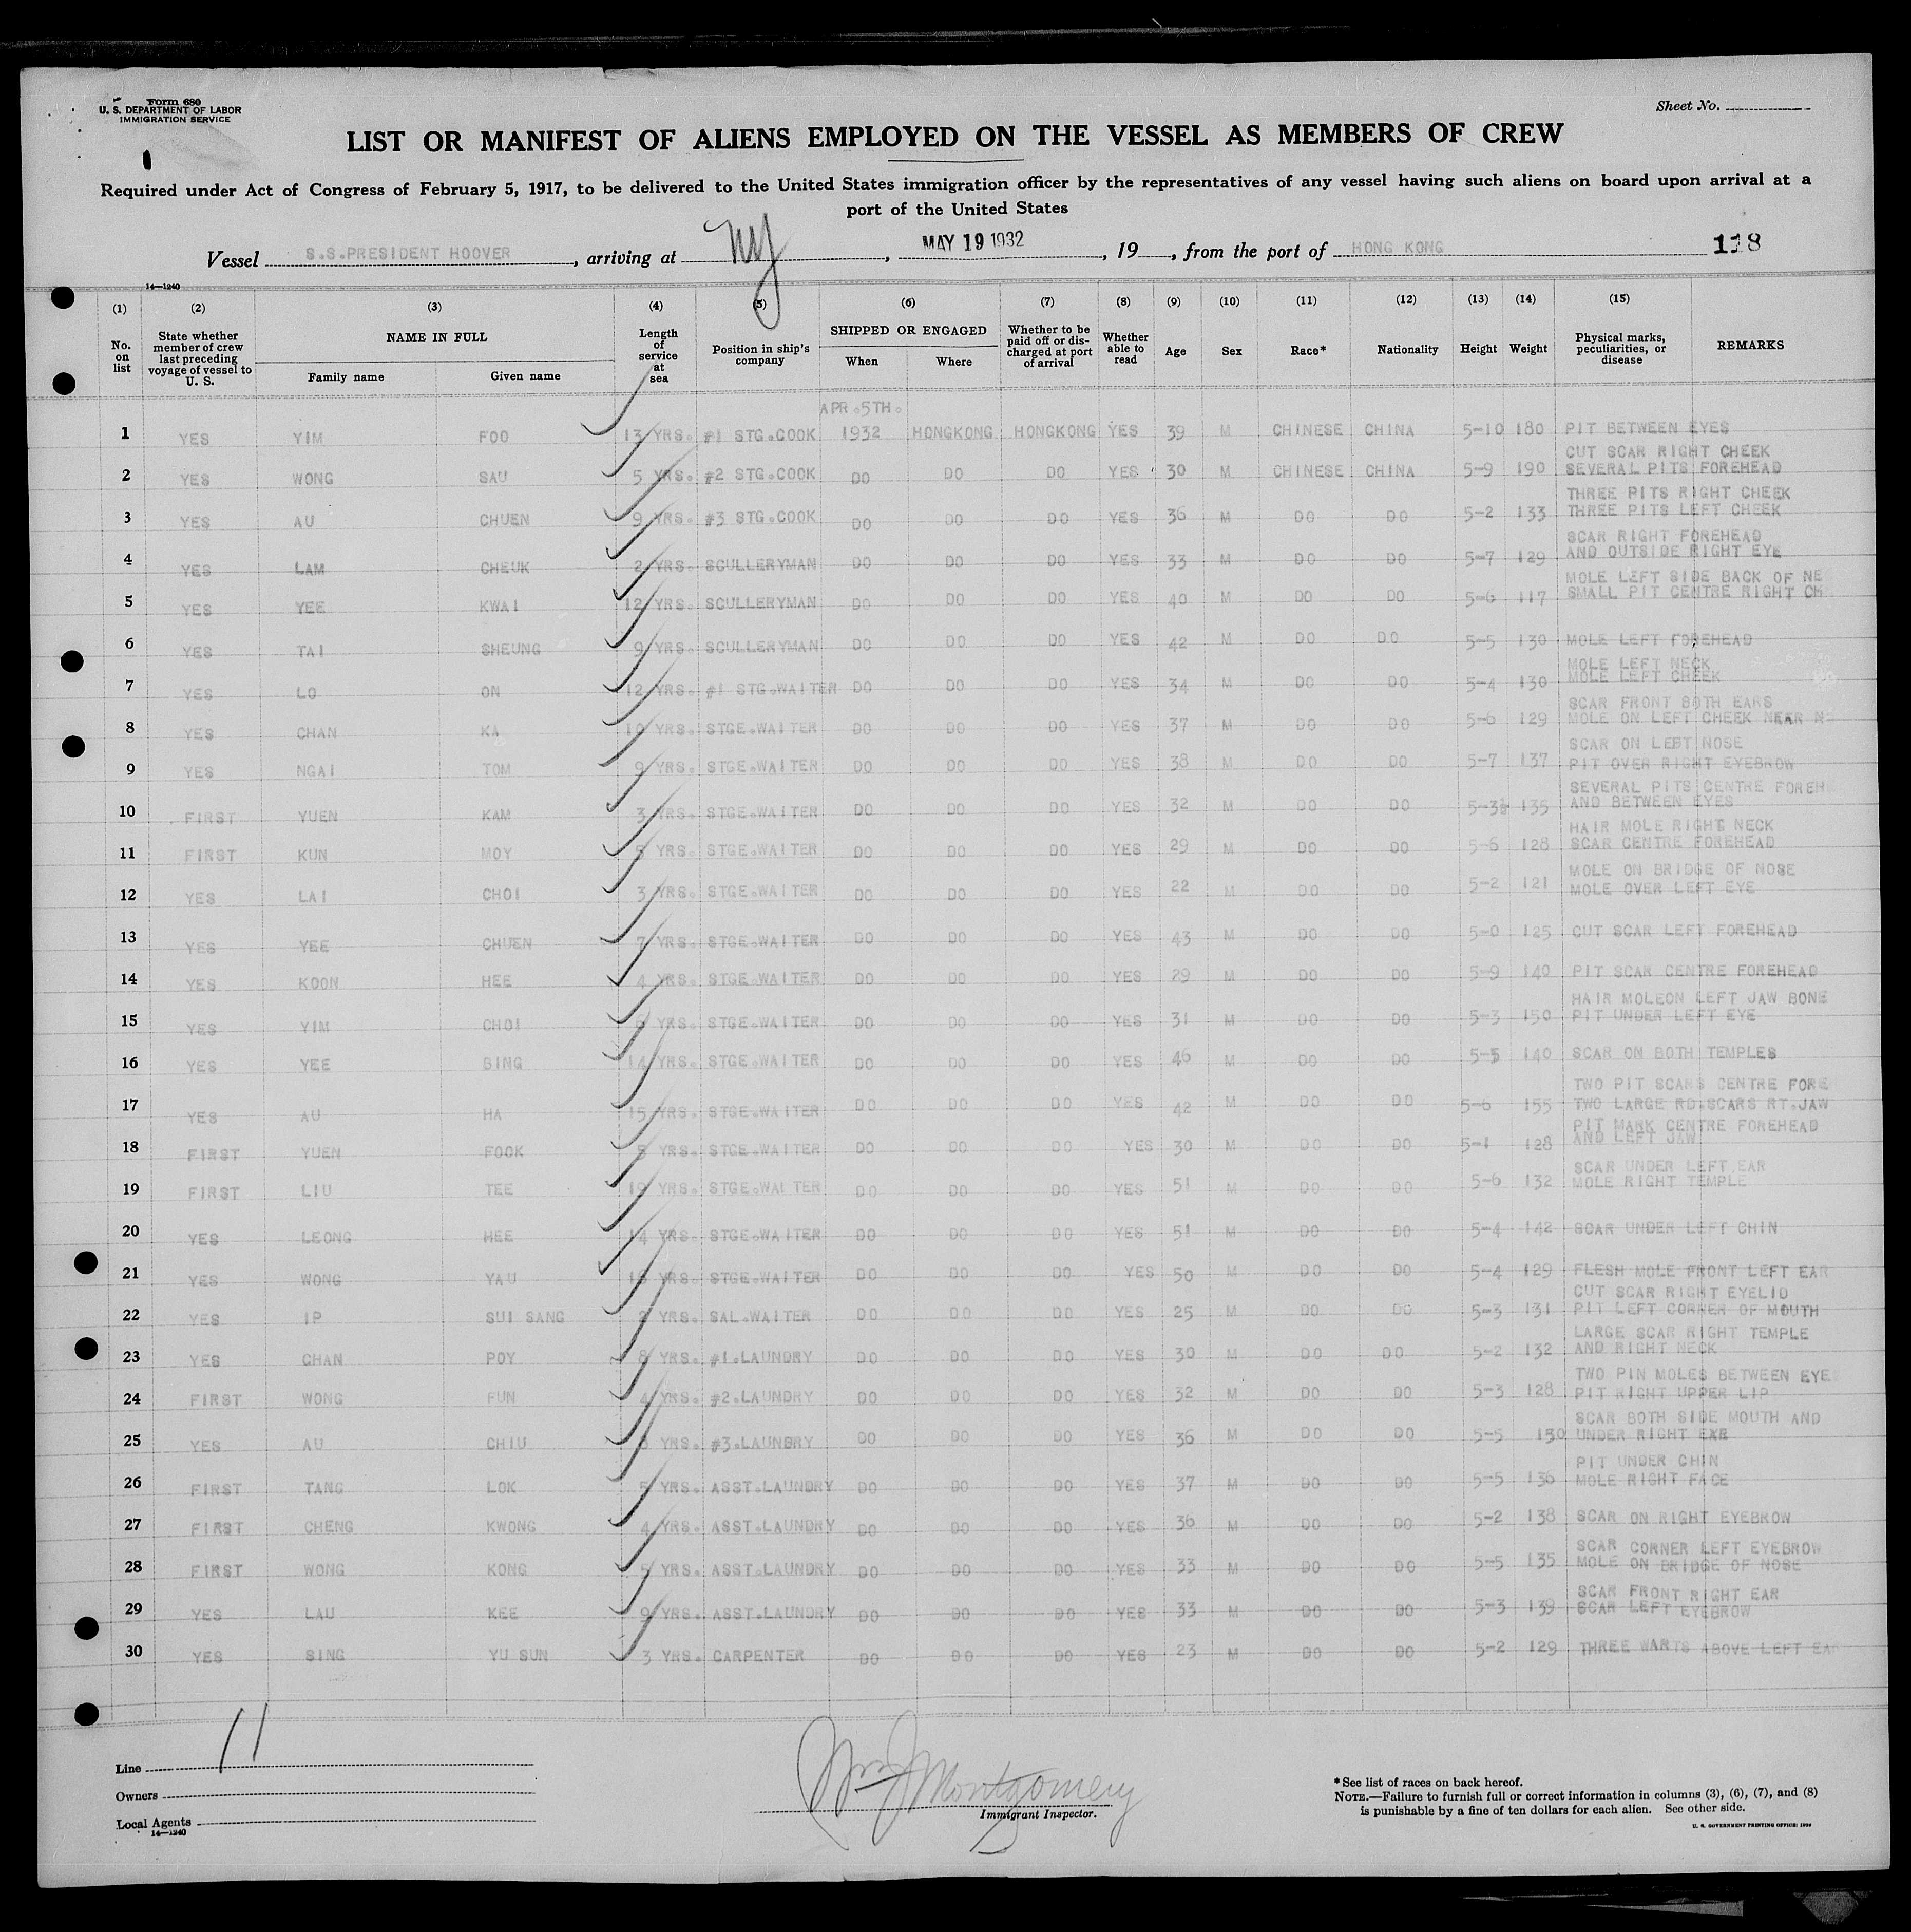 Form 680
U. S. DEPARTMENT OF LABOR
IMMIGRATION SERVICE
Sheet No.
LIST OR MANIFEST OF ALIENS EMPLOYED ON THE VESSEL AS MEMBERS OF CREW
Required under Act of Congress of February 5, 1917, to be delivered to the United States immigration officer by the representatives of any vessel having such aliens on board upon arrival at a
port of the United States
Vessel S.S.PRESIDENT HOOVER, arriving at NY, MAY 19 1932, 19, from the port of HONG KONG 118
14—1240
(1) (2) (3) (4) (5) (6) (7) (8) (9) (10) (11) (12) (13) (14) (15)
No. on list State whether member of crew last preceding voyage of vessel to U. S. NAME IN FULL Family name Given name Length of service at sea Position in ship's company SHIPPED OR ENGAGED When Where Whether to be paid off or discharged at port of arrival Whether able to read Age Sex Race* Nationality Height Weight Physical marks, peculiarities, or disease REMARKS
APR.5TH.
1 YES YIM FOO 13 YRS. #1 STG.COOK 1932 HONGKONG HONGKONG YES 39 M CHINESE CHINA 5-10 180 PIT BETWEEN EYES
CUT SCAR RIGHT CHEEK
2 YES WONG SAU 5 YRS. #2 STG.COOK DO DO DO YES 30 M CHINESE CHINA 5-9 190 SEVERAL PITS FOREHEAD
THREE PITS RIGHT CHEEK
3 YES AU CHUEN 9 YRS. #3 STG.COOK DO DO DO YES 36 M DO DO 5-2 133 THREE PITS LEFT CHEEK
SCAR RIGHT FOREHEAD
4 YES LAM CHEUK 2 YRS. SCULLERYMAN DO DO DO YES 33 M DO DO 5-7 129 AND OUTSIDE RIGHT EYE
MOLE LEFT SIDE BACK OF NE
5 YES YEE KWAI 12 YRS. SCULLERYMAN DO DO DO YES 40 M DO DO 5-6 117 SMALL PIT CENTRE RIGHT CH
6 YES TAI SHEUNG 9 YRS. SCULLERYMAN DO DO DO YES 42 M DO DO 5-5 130 MOLE LEFT FOREHEAD
MOLE LEFT NECK
7 YES LO ON 12 YRS. #1 STG.WAITER DO DO DO YES 34 M DO DO 5-4 130 MOLE LEFT CHEEK
SCAR FRONT BOTH EARS
8 YES CHAN KA 10 YRS. STGE.WAITER DO DO DO YES 37 M DO DO 5-6 129 MOLE ON LEFT CHEEK NEAR N
SCAR ON LEFT NOSE
9 YES NGAI TOM 9 YRS. STGE.WAITER DO DO DO YES 38 M DO DO 5-7 137 PIT OVER RIGHT EYEBROW
SEVERAL PITS CENTRE FOREH
10 FIRST YUEN KAM 3 YRS. STGE.WAITER DO DO DO YES 32 M DO DO 5-3½ 135 AND BETWEEN EYES
HAIR MOLE RIGHT NECK
11 FIRST KUN MOY YRS. STGE.WAITER DO DO DO YES 29 M DO DO 5-6 128 SCAR CENTRE FOREHEAD
MOLE ON BRIDGE OF NOSE
12 YES LAI CHOI 3 YRS. STGE.WAITER DO DO DO YES 22 M DO DO 5-2 121 MOLE OVER LEFT EYE
13 YES YEE CHUEN 7 YRS. STGE.WAITER DO DO DO YES 43 M DO DO 5-0 125 CUT SCAR LEFT FOREHEAD
14 YES KOON HEE 4 YRS. STGE.WAITER DO DO DO YES 29 M DO DO 5-9 140 PIT SCAR CENTRE FOREHEAD
HAIR MOLEON LEFT JAW BONE
15 YES YIM CHOI YRS. STGE.WAITER DO DO DO YES 31 M DO DO 5-3 150 PIT UNDER LEFT EYE
16 YES YEE SING 14 YRS. STGE.WAITER DO DO DO YES 46 M DO DO 5-5 140 SCAR ON BOTH TEMPLES
TWO PIT SCARS CENTRE FORE
17 YES AU HA 15 YRS. STGE.WAITER DO DO DO YES 42 M DO DO 5-6 155 TWO LARGE RD.SCARS RT.JAW
PIT MARK CENTRE FOREHEAD
18 FIRST YUEN FOOK YRS. STGE.WAITER DO DO DO YES 30 M DO DO 5-1 128 AND LEFT JAW
SCAR UNDER LEFT EAR
19 FIRST LIU TEE YRS. STGE.WAITER DO DO DO YES 51 M DO DO 5-6 132 MOLE RIGHT TEMPLE
20 YES LEONG HEE 14 YRS. STGE.WAITER DO DO DO YES 51 M DO DO 5-4 142 SCAR UNDER LEFT CHIN
21 YES WONG YAU YRS. STGE.WAITER DO DO DO YES 50 M DO DO 5-4 129 FLESH MOLE FRONT LEFT EAR
CUT SCAR RIGHT EYELID
22 YES IP SUI SANG 2 YRS. SAL.WAITER DO DO DO YES 25 M DO DO 5-3 131 PIT LEFT CORNER OF MOUTH
LARGE SCAR RIGHT TEMPLE
23 YES CHAN POY 8 YRS. #1.LAUNDRY DO DO DO YES 30 M DO DO 5-2 132 AND RIGHT NECK
TWO PIN MOLES BETWEEN EYE
24 FIRST WONG FUN 4 YRS. #2.LAUNDRY DO DO DO YES 32 M DO DO 5-3 128 PIT RIGHT UPPER LIP
SCAR BOTH SIDE MOUTH AND
25 YES AU CHIU YRS. #3.LAUNDRY DO DO DO YES 36 M DO DO 5-5 130 UNDER RIGHT EYE
PIT UNDER CHIN
26 FIRST TANG LOK 5 YRS. ASST.LAUNDRY DO DO DO YES 37 M DO DO 5-5 136 MOLE RIGHT FACE
27 FIRST CHENG KWONG 4 YRS. ASST.LAUNDRY DO DO DO YES 36 M DO DO 5-2 138 SCAR ON RIGHT EYEBROW
SCAR CORNER LEFT EYEBROW
28 FIRST WONG KONG 5 YRS. ASST.LAUNDRY DO DO DO YES 33 M DO DO 5-5 135 MOLE ON BRIDGE OF NOSE
SCAR FRONT RIGHT EAR
29 YES LAU KEE 9 YRS. ASST.LAUNDRY DO DO DO YES 33 M DO DO 5-3 139 SCAR LEFT EYEBROW
30 YES SING YU SUN 3 YRS. CARPENTER DO DO DO YES 23 M DO DO 5-2 129 THREE WARTS ABOVE LEFT EAR
11
Line
Owners
Local Agents
14—1240
Wm J Montgomery
Immigrant Inspector.
*See list of races on back hereof.
NOTE.—Failure to furnish full or correct information in columns (3), (6), (7), and (8)
is punishable by a fine of ten dollars for each alien. See other side.
U. S. GOVERNMENT PRINTING OFFICE: 1930